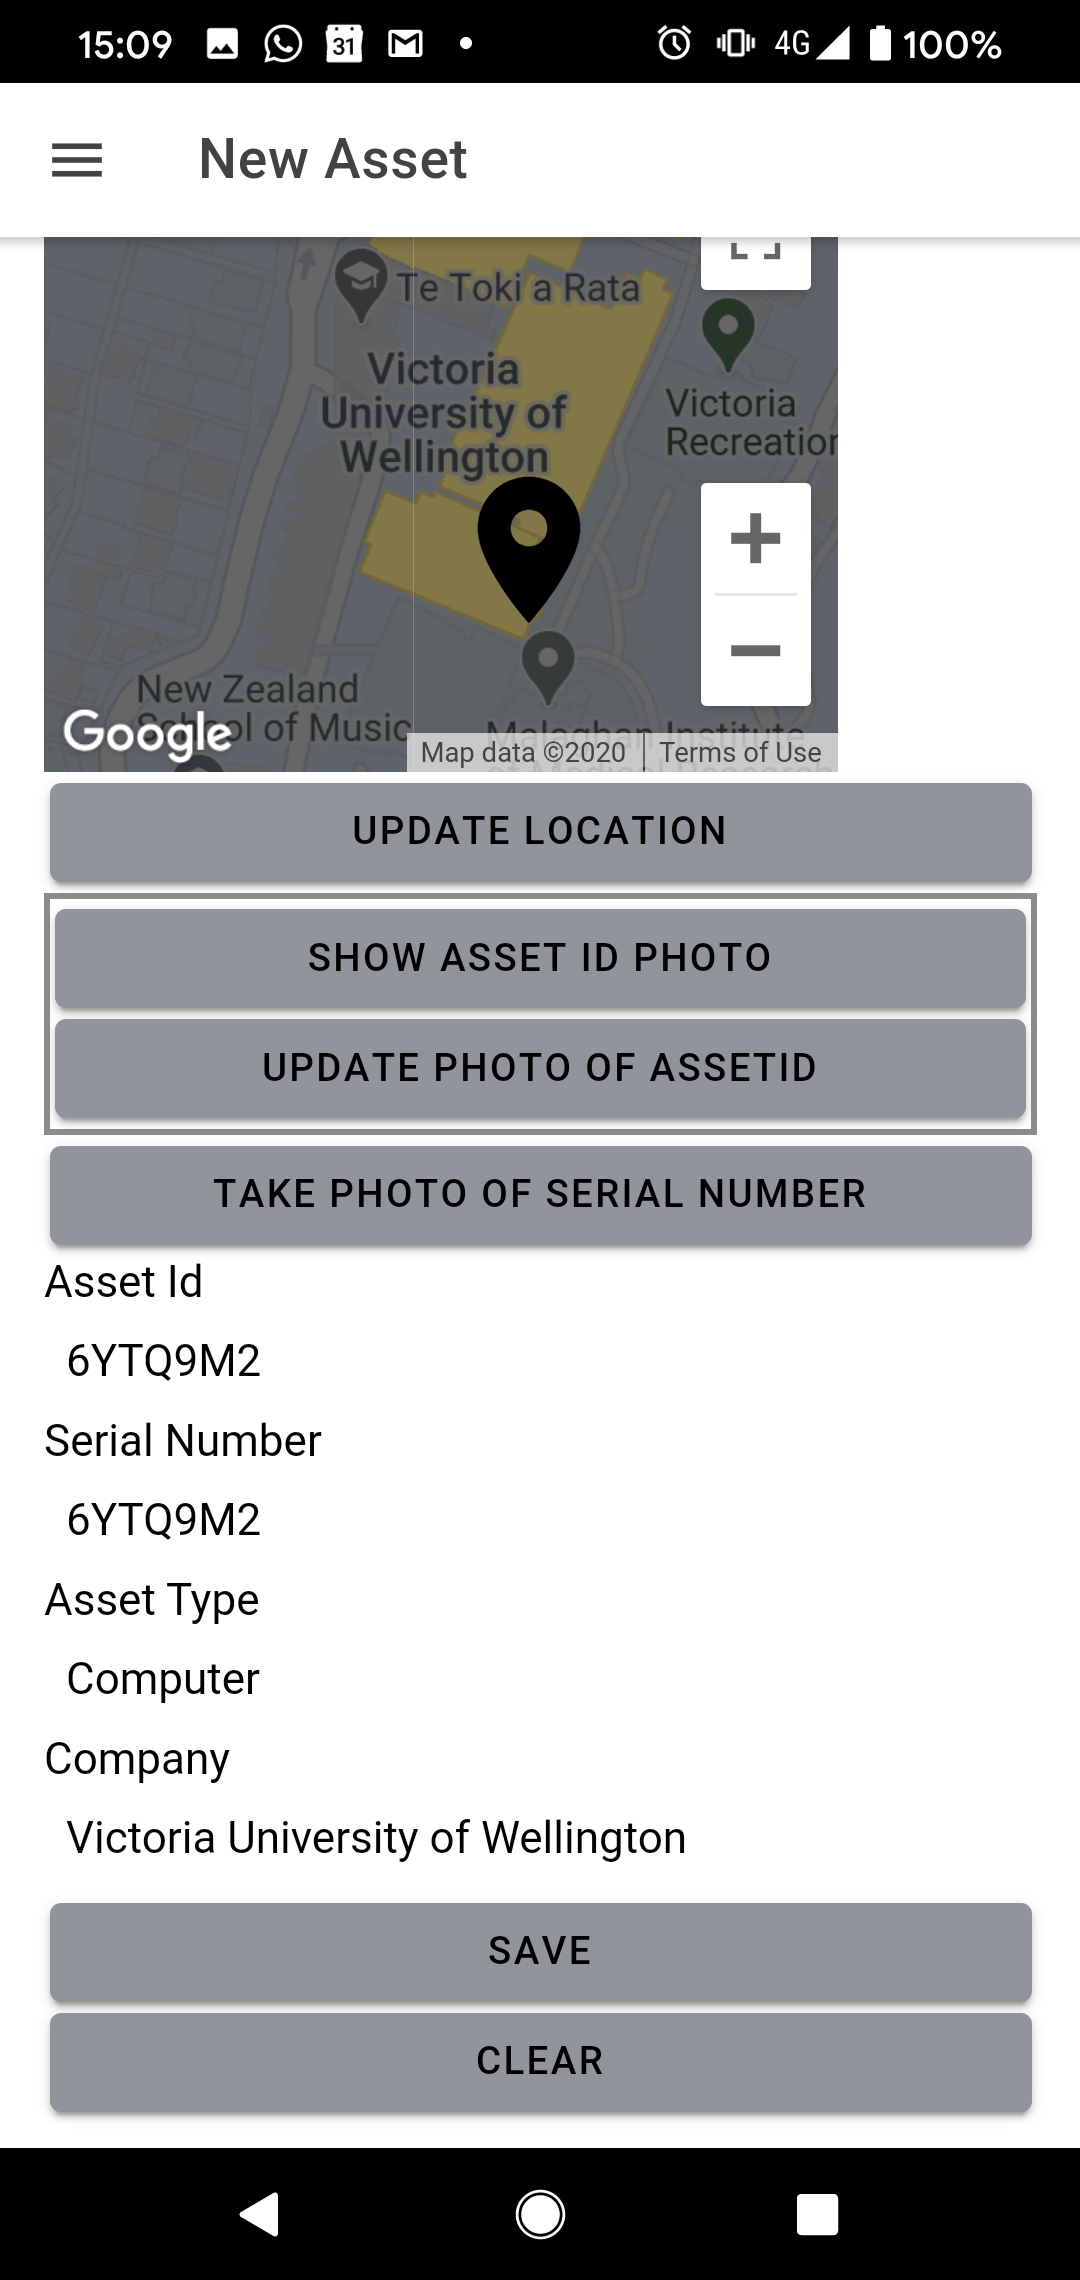 15:09
31
4G
100%
New Asset
Te Toki a Rata
Victoria
University of
Wellington
Victoria
Recreation
New Zealand
School of Music
Google
Malaghan Institute
of Medical Research
Map data ©2020
Terms of Use
UPDATE LOCATION
SHOW ASSET ID PHOTO
UPDATE PHOTO OF ASSETID
TAKE PHOTO OF SERIAL NUMBER
Asset Id
6YTQ9M2
Serial Number
6YTQ9M2
Asset Type
Computer
Company
Victoria University of Wellington
SAVE
CLEAR